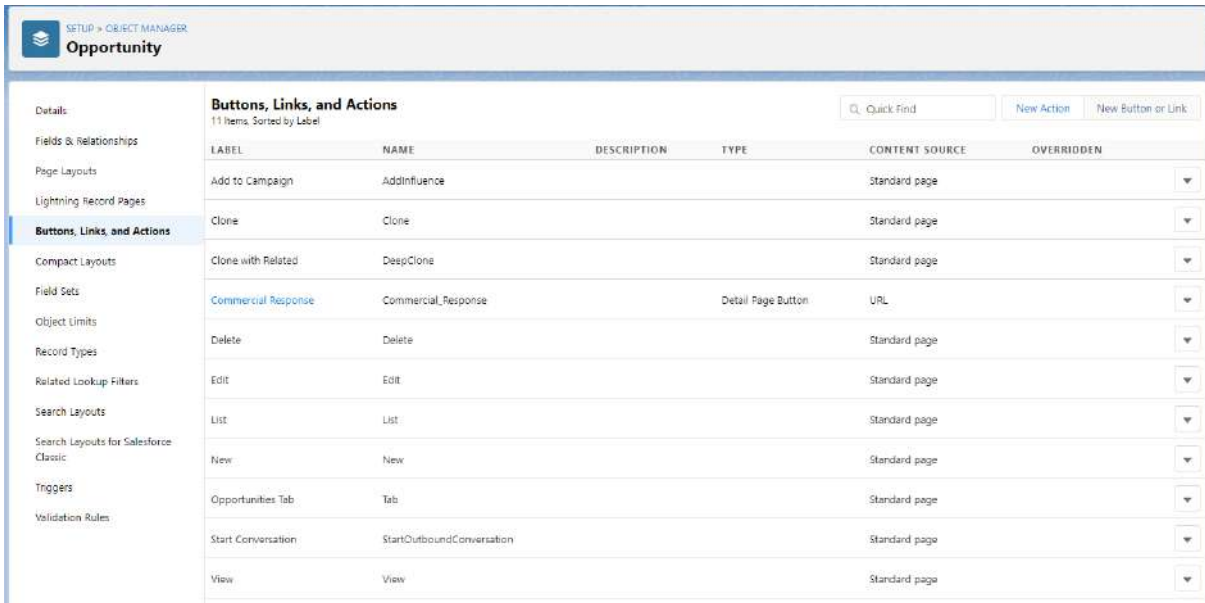 SETUP > OBJECT MANAGER
Opportunity
Details
Fields & Relationships
Page Layouts
Lightning Record Pages
Buttons, Links, and Actions
Compact Layouts
Field Sets
Object Limits
Record Types
Related Lookup Filters
Search Layouts
Search Layouts for Salesforce
Classic
Triggers
Validation Rules
Buttons, Links, and Actions
11 Items, Sorted by Label
Quick Find
New Action
New Button or Link
LABEL NAME DESCRIPTION TYPE CONTENT SOURCE OVERRIDDEN
Add to Campaign AddInfluence Standard page
Clone Clone Standard page
Clone with Related DeepClone Standard page
Commercial Response Commercial_Response Detail Page Button URL
Delete Delete Standard page
Edit Edit Standard page
List List Standard page
New New Standard page
Opportunities Tab Tab Standard page
Start Conversation StartOutboundConversation Standard page
View View Standard page